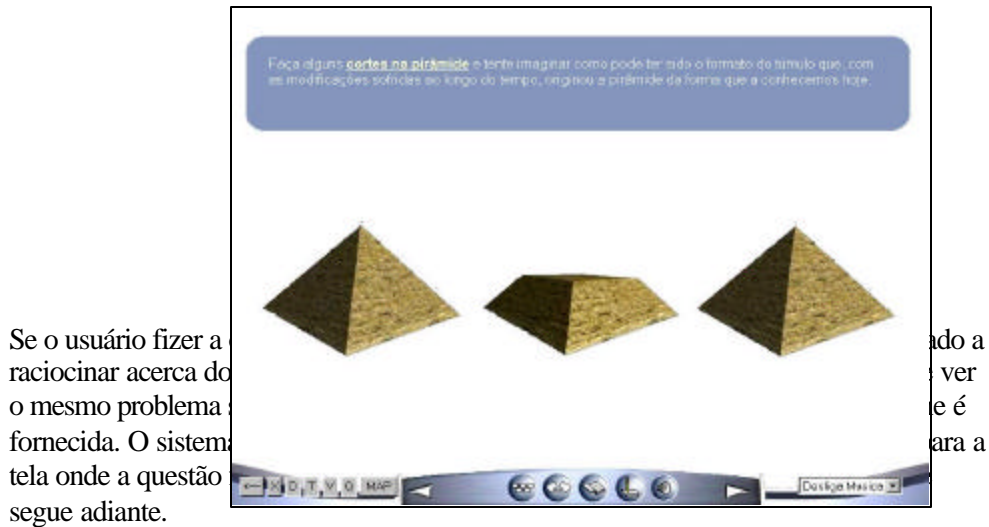 Faça alguns cortes na pirâmide e tente imaginar como pode ter sido o formato do túmulo que, com
as modificações sofridas ao longo do tempo, originou a pirâmide da forma que a conhecemos hoje.
Se o usuário fizer a ado a
raciocinar acerca do ver
o mesmo problema e é
fornecida. O sistema ara a
tela onde a questão
segue adiante.
X D T V G MAP Desliga Musica